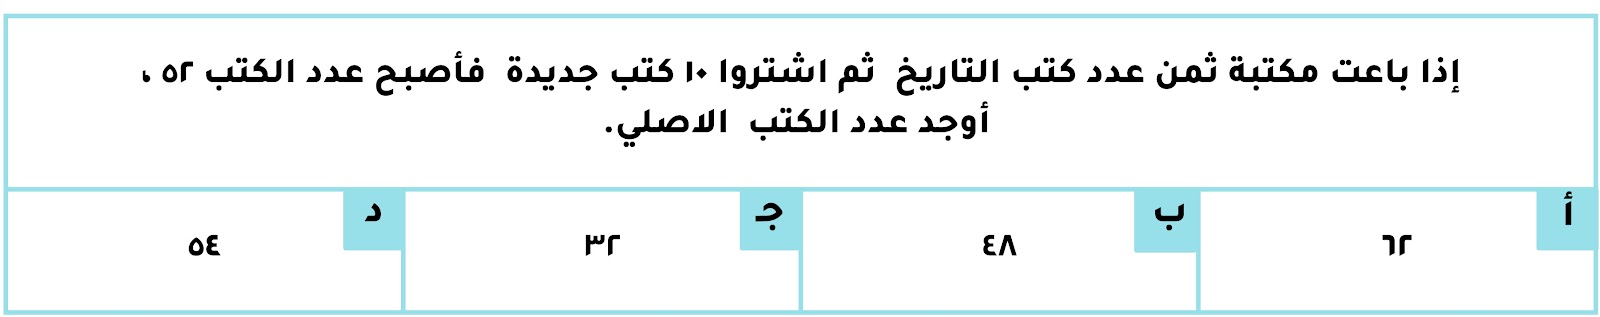 إذا باعت مكتبة ثمن عدد كتب التاريخ ثم اشتروا ١٠ كتب جديدة فأصبح عدد الكتب ٥٢ ،
أوجد عدد الكتب الاصلي.
أ
٦٢
ب
٤٨
جـ
٣٢
د
٥٤